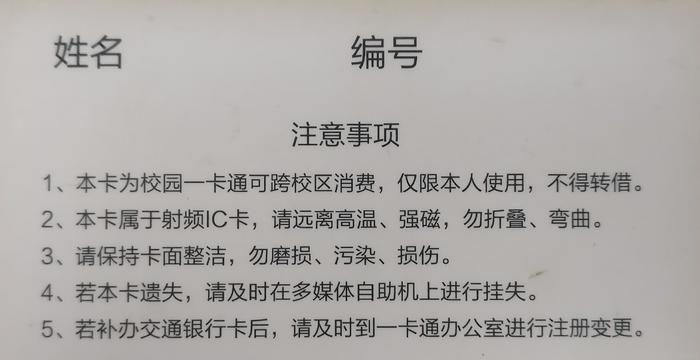 姓名 编号
注意事项
1、本卡为校园一卡通可跨校区消费，仅限本人使用，不得转借。
2、本卡属于射频IC卡，请远离高温、强磁，勿折叠、弯曲。
3、请保持卡面整洁，勿磨损、污染、损伤。
4、若本卡遗失，请及时在多媒体自助机上进行挂失。
5、若补办交通银行卡后，请及时到一卡通办公室进行注册变更。